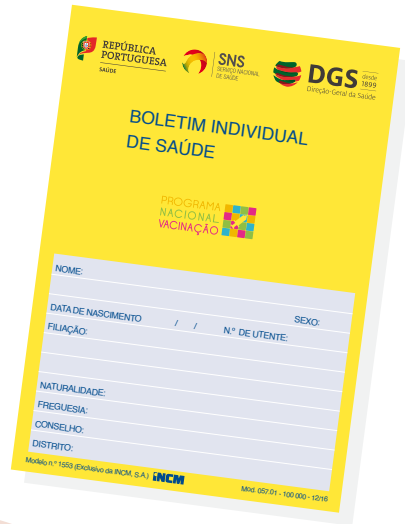 REPÚBLICA
PORTUGUESA
SAÚDE
SNS
SERVIÇO NACIONAL
DE SAÚDE
DGS desde
1899
Direção-Geral da Saúde
BOLETIM INDIVIDUAL
DE SAÚDE
PROGRAMA
NACIONAL
VACINAÇÃO
NOME:
SEXO:
DATA DE NASCIMENTO / / N.º DE UTENTE:
FILIAÇÃO:
NATURALIDADE:
FREGUESIA:
CONSELHO:
DISTRITO:
Modelo n.º 1553 (Exclusivo da INCM, S.A.) INCM
Mod. 057.01 - 100 000 - 12/16